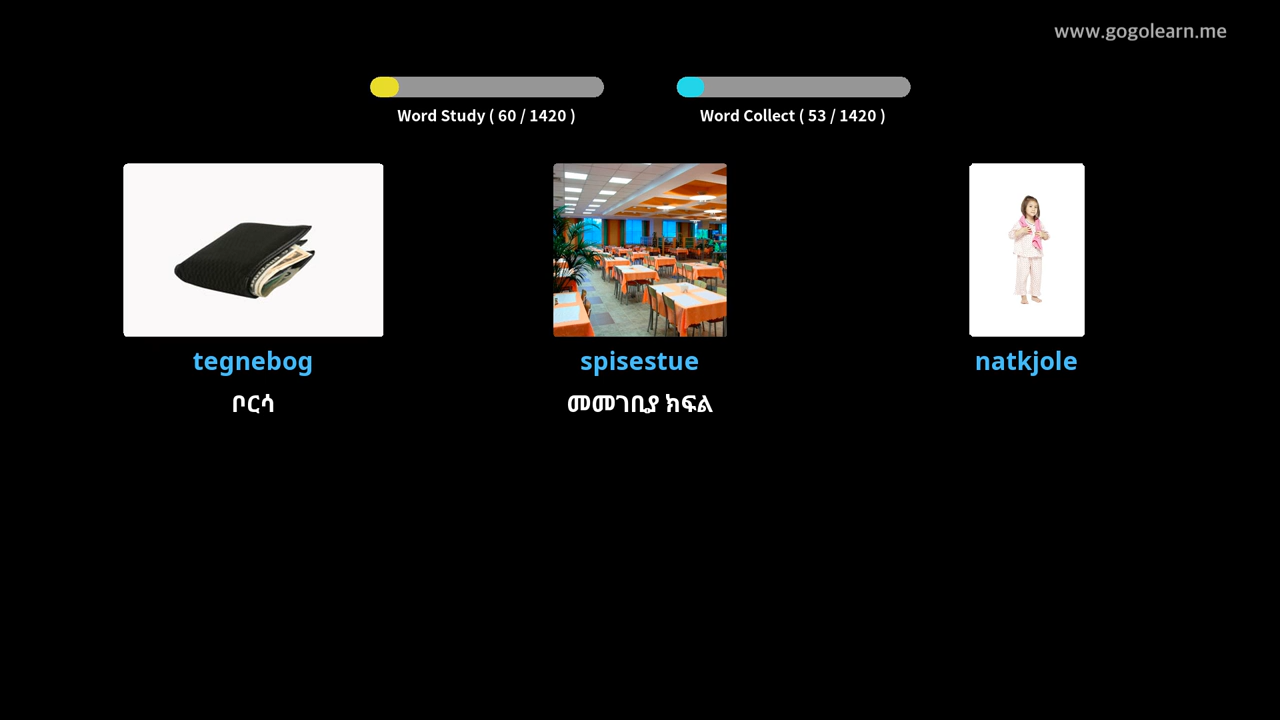 www.gogolearn.me
Word Study ( 60 / 1420 )
Word Collect ( 53 / 1420 )
tegnebog
spisestue
natkjole
ቦርሳ
መመገቢያ ክፍል